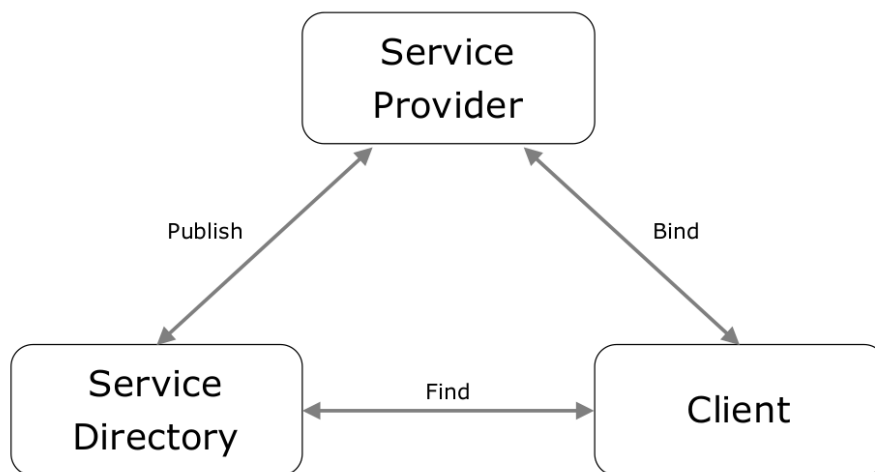 Service
Provider
Publish
Bind
Service
Directory
Find
Client